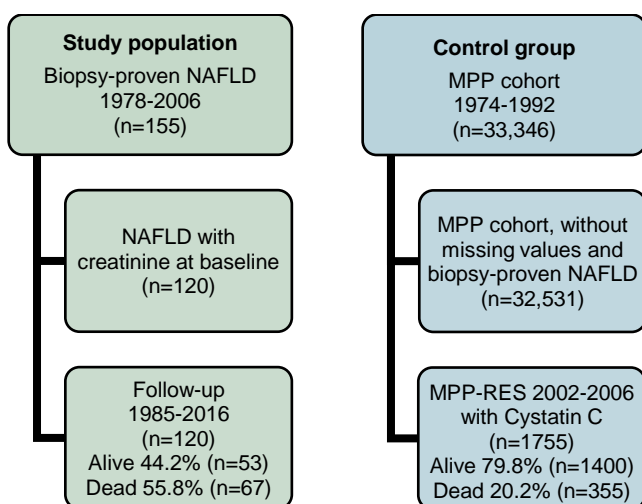 Study population
Biopsy-proven NAFLD
1978-2006
(n=155)
NAFLD with
creatinine at baseline
(n=120)
Follow-up
1985-2016
(n=120)
Alive 44.2% (n=53)
Dead 55.8% (n=67)
Control group
MPP cohort
1974-1992
(n=33,346)
MPP cohort, without
missing values and
biopsy-proven NAFLD
(n=32,531)
MPP-RES 2002-2006
with Cystatin C
(n=1755)
Alive 79.8% (n=1400)
Dead 20.2% (n=355)